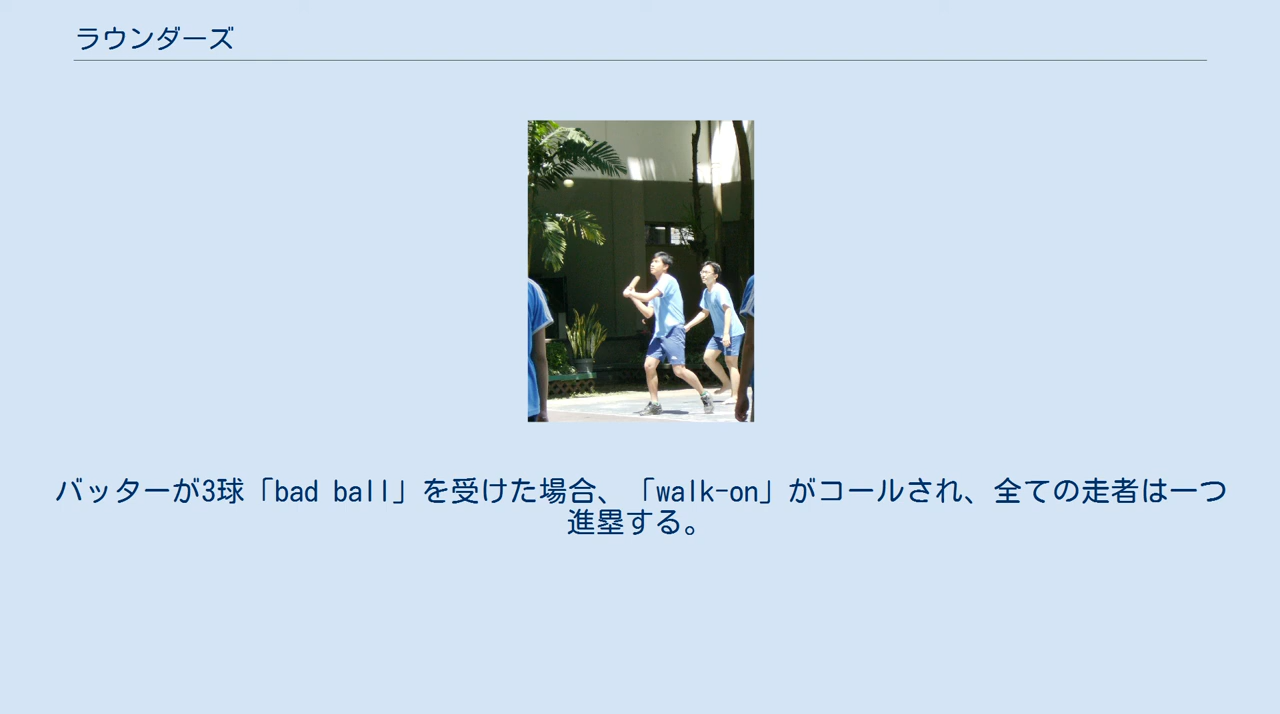 ラウンダーズ
バッターが3球「bad ball」を受けた場合、「walk-on」がコールされ、全ての走者は一つ
進塁する。